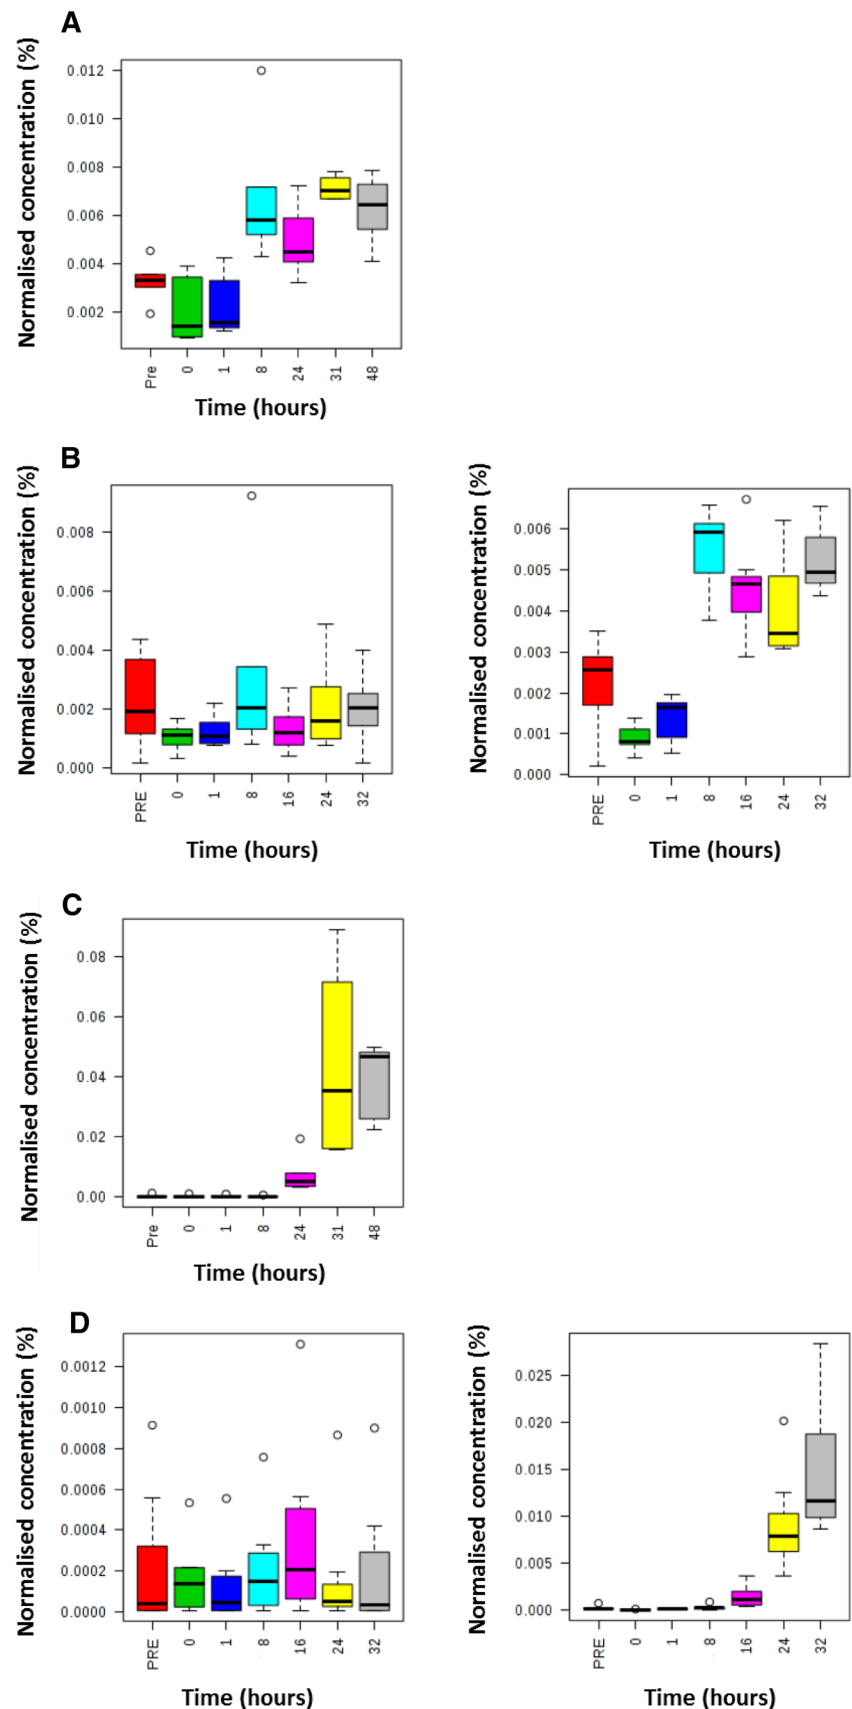 A
Normalised concentration (%)
0.012
0.010
0.008
0.006
0.004
0.002
Pre 0 1 8 24 31 48
Time (hours)
B
Normalised concentration (%)
0.008
0.006
0.004
0.002
0.000
PRE 0 1 8 16 24 32
Time (hours)
Normalised concentration (%)
0.006
0.005
0.004
0.003
0.002
0.001
0.000
PRE 0 1 8 16 24 32
Time (hours)
C
Normalised concentration (%)
0.08
0.06
0.04
0.02
0.00
Pre 0 1 8 24 31 48
Time (hours)
D
Normalised concentration (%)
0.0012
0.0010
0.0008
0.0006
0.0004
0.0002
0.0000
PRE 0 1 8 16 24 32
Time (hours)
Normalised concentration (%)
0.025
0.020
0.015
0.010
0.005
0.000
PRE 0 1 8 16 24 32
Time (hours)